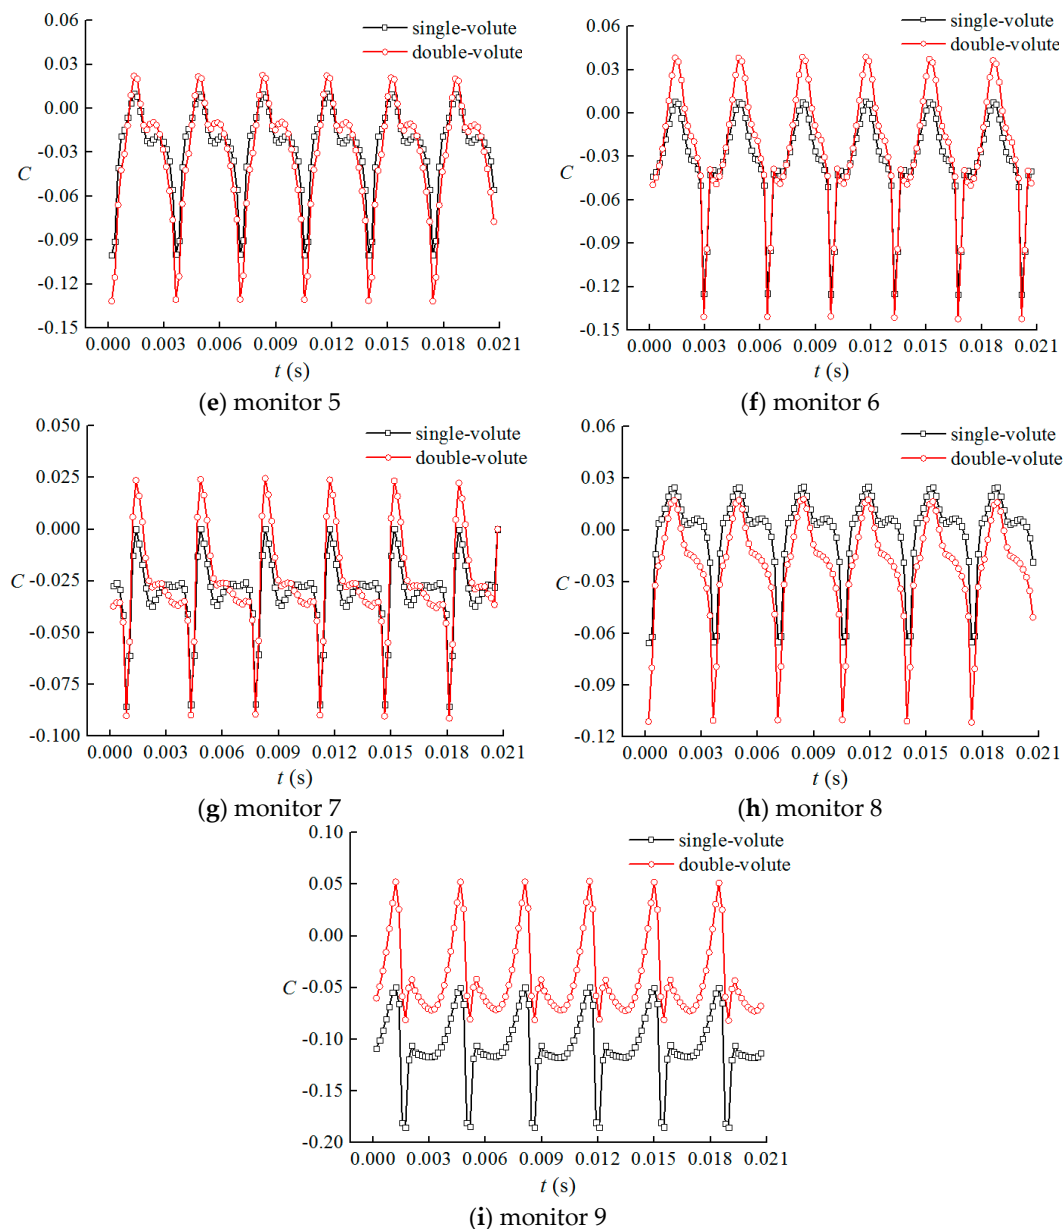 0.06
0.03
0.00
-0.03
-0.06
-0.09
-0.12
-0.15
C
single-volute
double-volute
0.000 0.003 0.006 0.009 0.012 0.015 0.018 0.021
t (s)
(e) monitor 5
0.06
0.03
0.00
-0.03
-0.06
-0.09
-0.12
-0.15
C
single-volute
double-volute
0.000 0.003 0.006 0.009 0.012 0.015 0.018 0.021
t (s)
(f) monitor 6
0.050
0.025
0.000
-0.025
-0.050
-0.075
-0.100
C
single-volute
double-volute
0.000 0.003 0.006 0.009 0.012 0.015 0.018 0.021
t (s)
(g) monitor 7
0.06
0.03
0.00
-0.03
-0.06
-0.09
-0.12
C
single-volute
double-volute
0.000 0.003 0.006 0.009 0.012 0.015 0.018 0.021
t (s)
(h) monitor 8
0.10
0.05
0.00
-0.05
-0.10
-0.15
-0.20
C
single-volute
double-volute
0.000 0.003 0.006 0.009 0.012 0.015 0.018 0.021
t (s)
(i) monitor 9